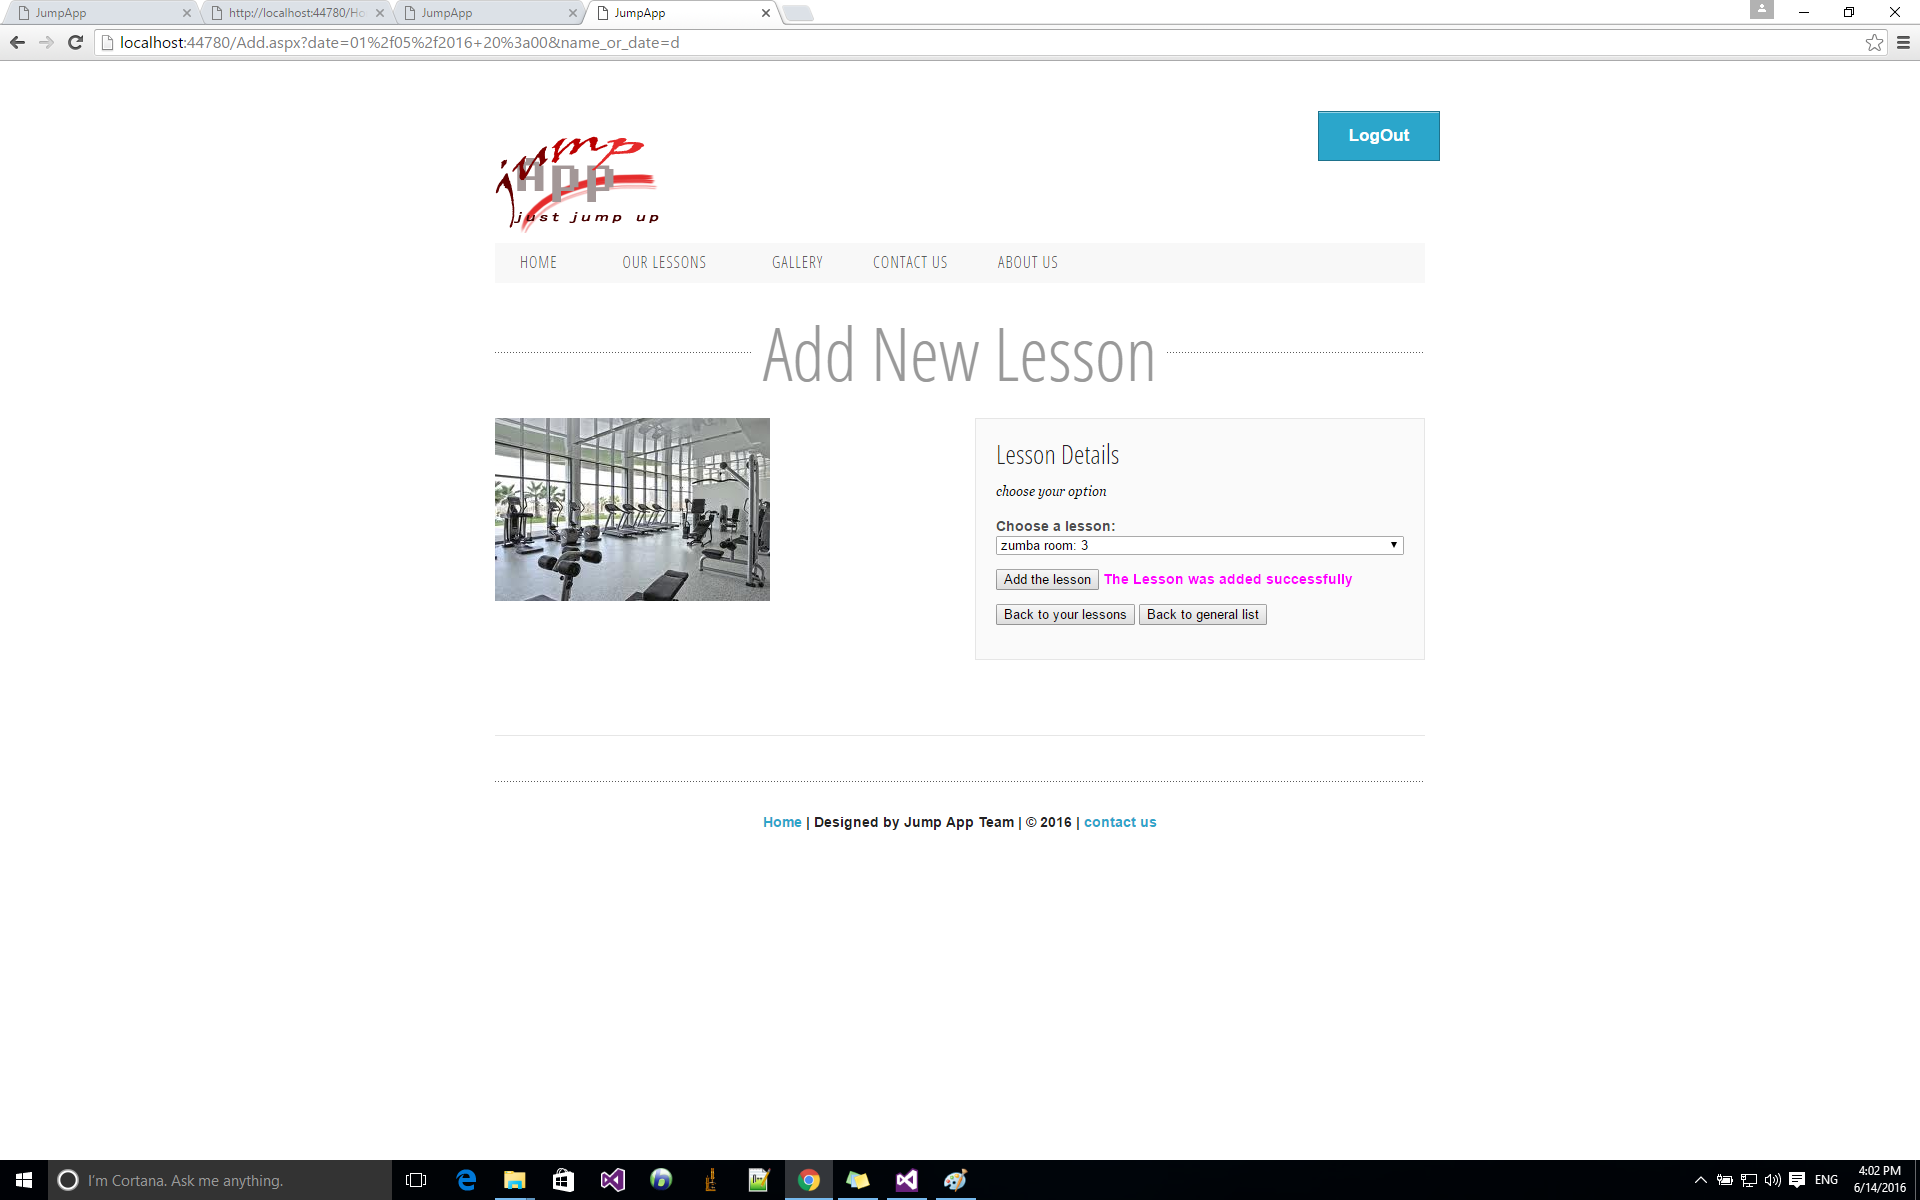 JumpApp
http://localhost:44780/Ho
JumpApp
JumpApp
localhost:44780/Add.aspx?date=01%2f05%2f2016+20%3a00&name_or_date=d
LogOut
jump
App
just jump up
HOME OUR LESSONS GALLERY CONTACT US ABOUT US
Add New Lesson
Lesson Details
choose your option
Choose a lesson:
zumba room: 3
Add the lesson The Lesson was added successfully
Back to your lessons Back to general list
Home | Designed by Jump App Team | © 2016 | contact us
I'm Cortana. Ask me anything.
ENG
4:02 PM
6/14/2016